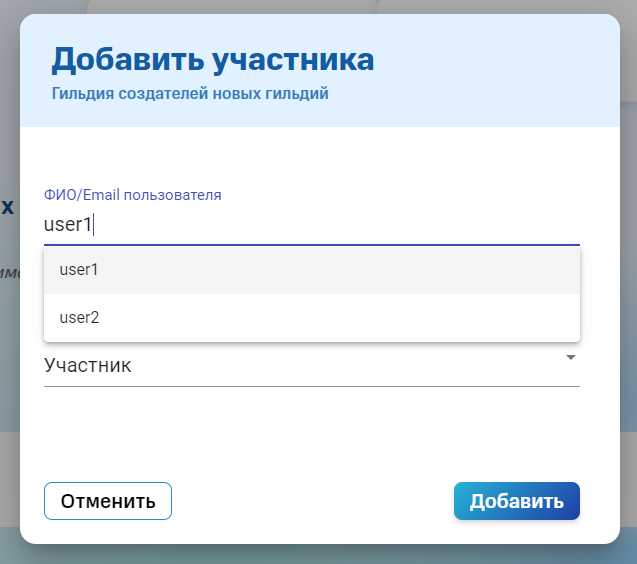 Добавить участника
Гильдия создателей новых гильдий
ФИО/Email пользователя
user1
user1
user2
Участник
Отменить
Добавить